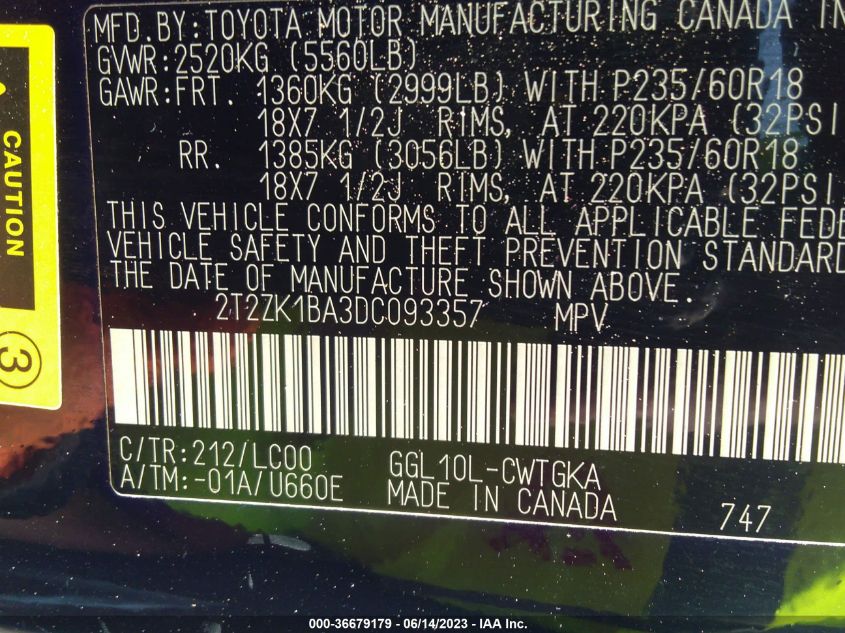 MFD.BY:TOYOTA MOTOR MANUFACTURING CANADA IN
GVWR:2520KG (5560LB)
GAWR:FRT. 1360KG (2999LB) WITH P235/60R18
18X7 1/2J RIMS, AT 220KPA (32PSI
RR. 1385KG (3056LB) WITH P235/60R18
18X7 1/2J RIMS, AT 220KPA (32PSI
THIS VEHICLE CONFORMS TO ALL APPLICABLE FEDE
VEHICLE SAFETY AND THEFT PREVENTION STANDARD
THE DATE OF MANUFACTURE SHOWN ABOVE.
2T2ZK1BA3DC093357 MPV
C/TR:212/LC00 GGL10L-CWTGKA
A/TM:-01A/U660E MADE IN CANADA 747
CAUTION
3
000-36679179 - 06/14/2023 - IAA Inc.